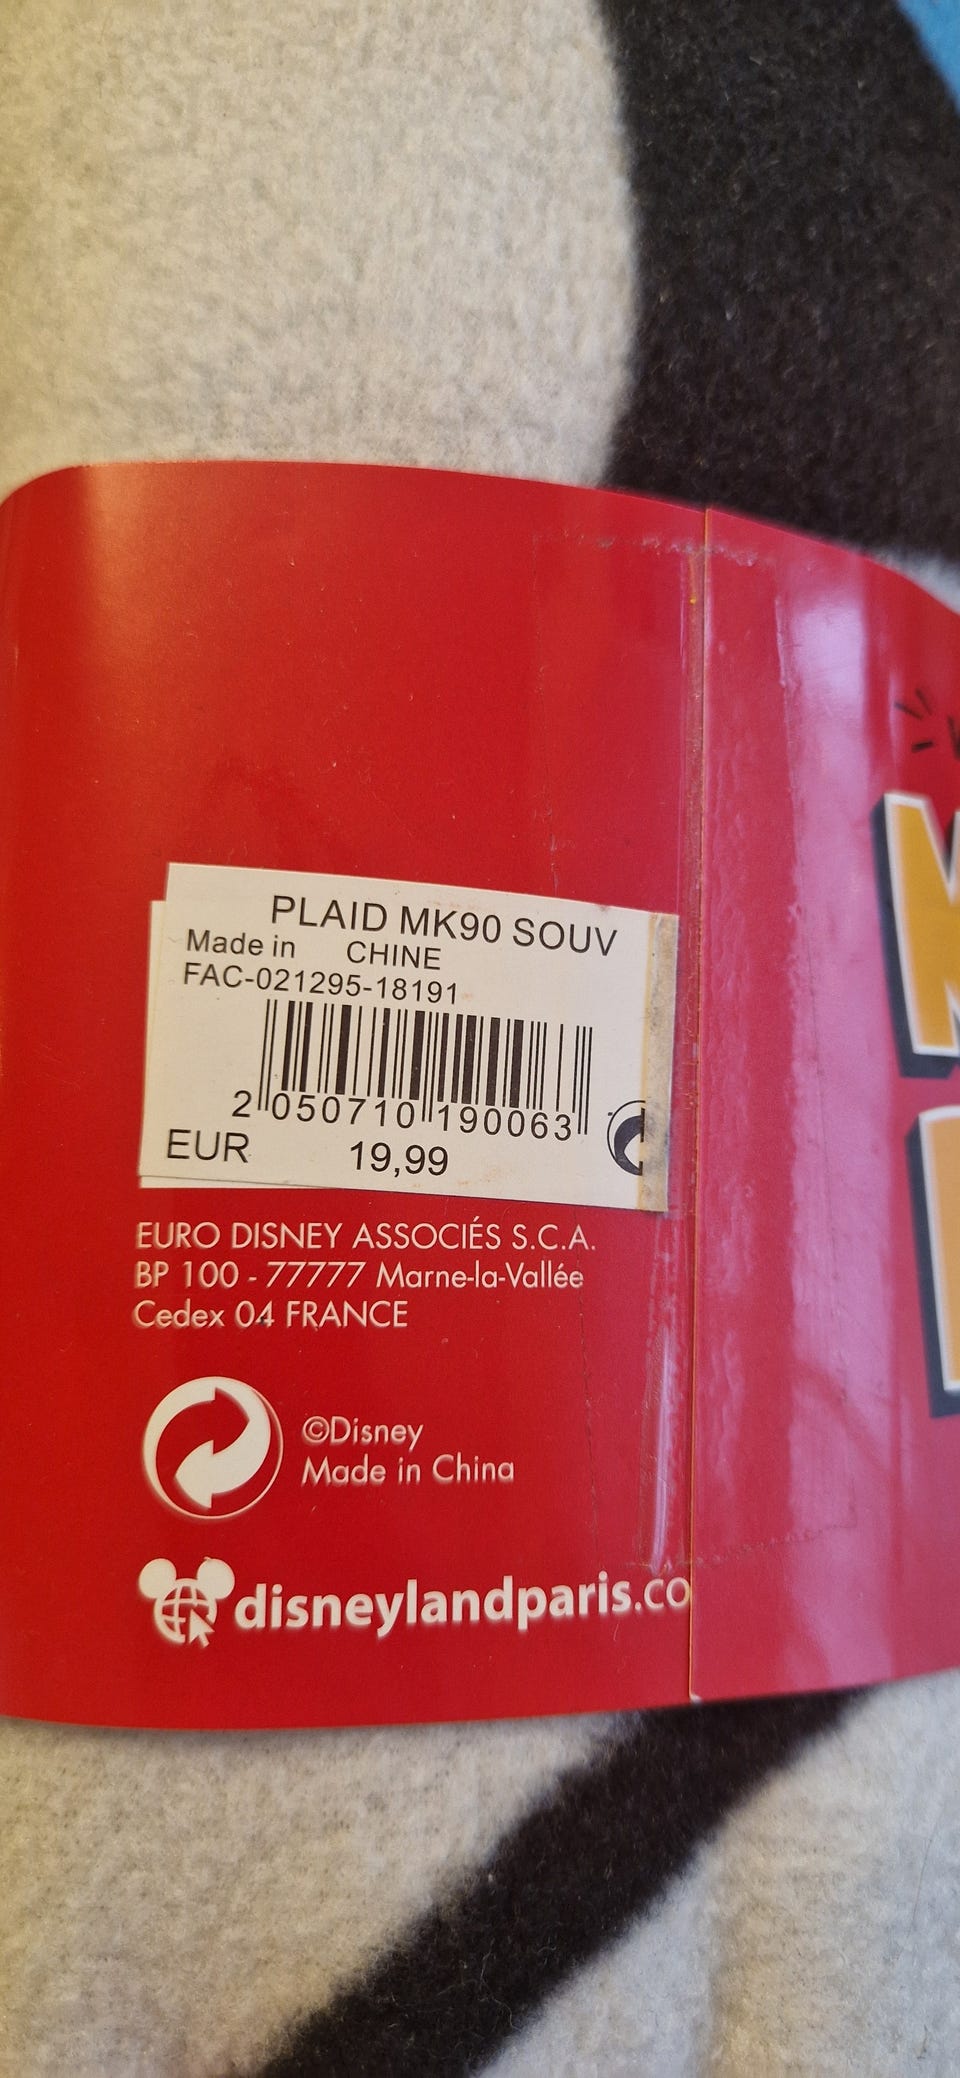 PLAID MK90 SOUV
Made in CHINE
FAC-021295-18191
2 050710 190063
EUR 19,99
EURO DISNEY ASSOCIÉS S.C.A.
BP 100 - 77777 Marne-la-Vallée
Cedex 04 FRANCE
©Disney
Made in China
disneylandparis.co